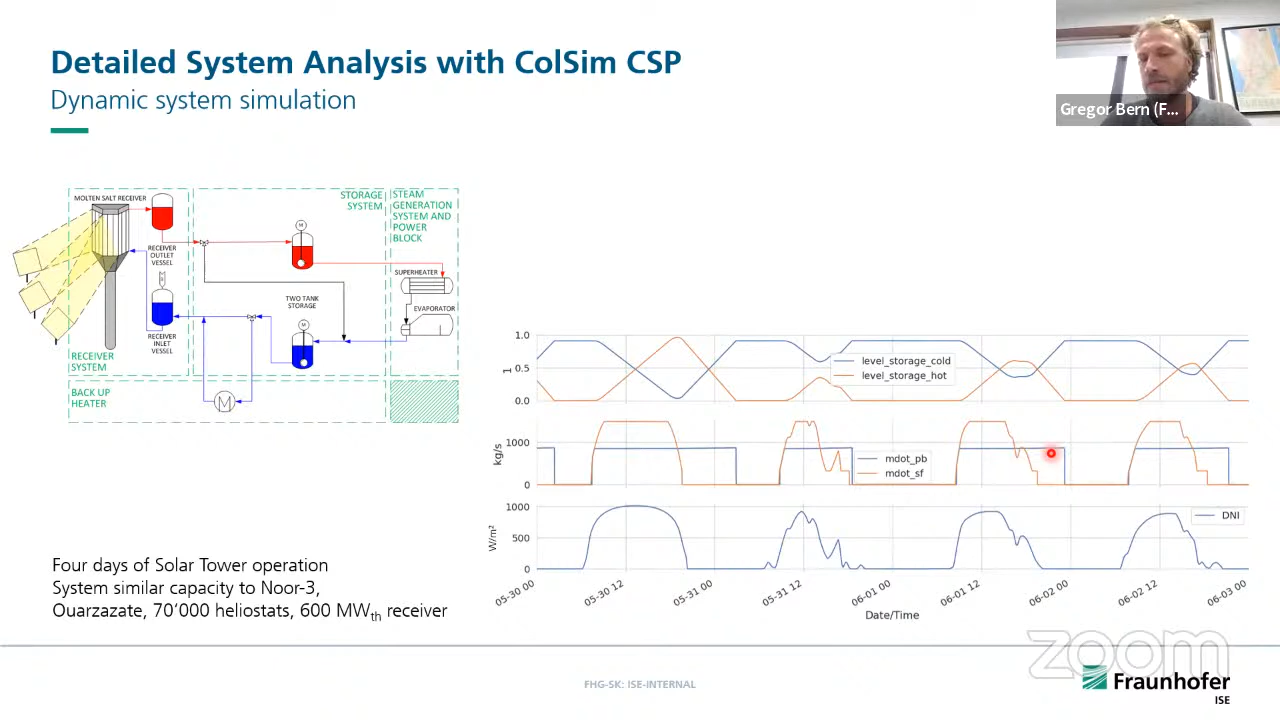 Detailed System Analysis with ColSim CSP
Dynamic system simulation
Gregor Bern (F...
MOLTEN SALT RECEIVER
RECEIVER
OUTLET
VESSEL
RECEIVER
INLET
VESSEL
RECEIVER
SYSTEM
STORAGE
SYSTEM
M
TWO TANK
STORAGE
M
STEAM
GENERATION
SYSTEM AND
POWER
BLOCK
SUPERHEATER
EVAPORATOR
BACK UP
HEATER
M
1.0
0.5
0.0
1
level_storage_cold
level_storage_hot
1000
0
kg/s
mdot_pb
mdot_sf
1000
500
0
W/m²
DNI
05-30 00
05-30 12
05-31 00
05-31 12
06-01 00
06-01 12
06-02 00
06-02 12
06-03 00
Date/Time
Four days of Solar Tower operation
System similar capacity to Noor-3,
Ouarzazate, 70’000 heliostats, 600 MWth receiver
zoom
FHG-SK: ISE-INTERNAL
Fraunhofer
ISE